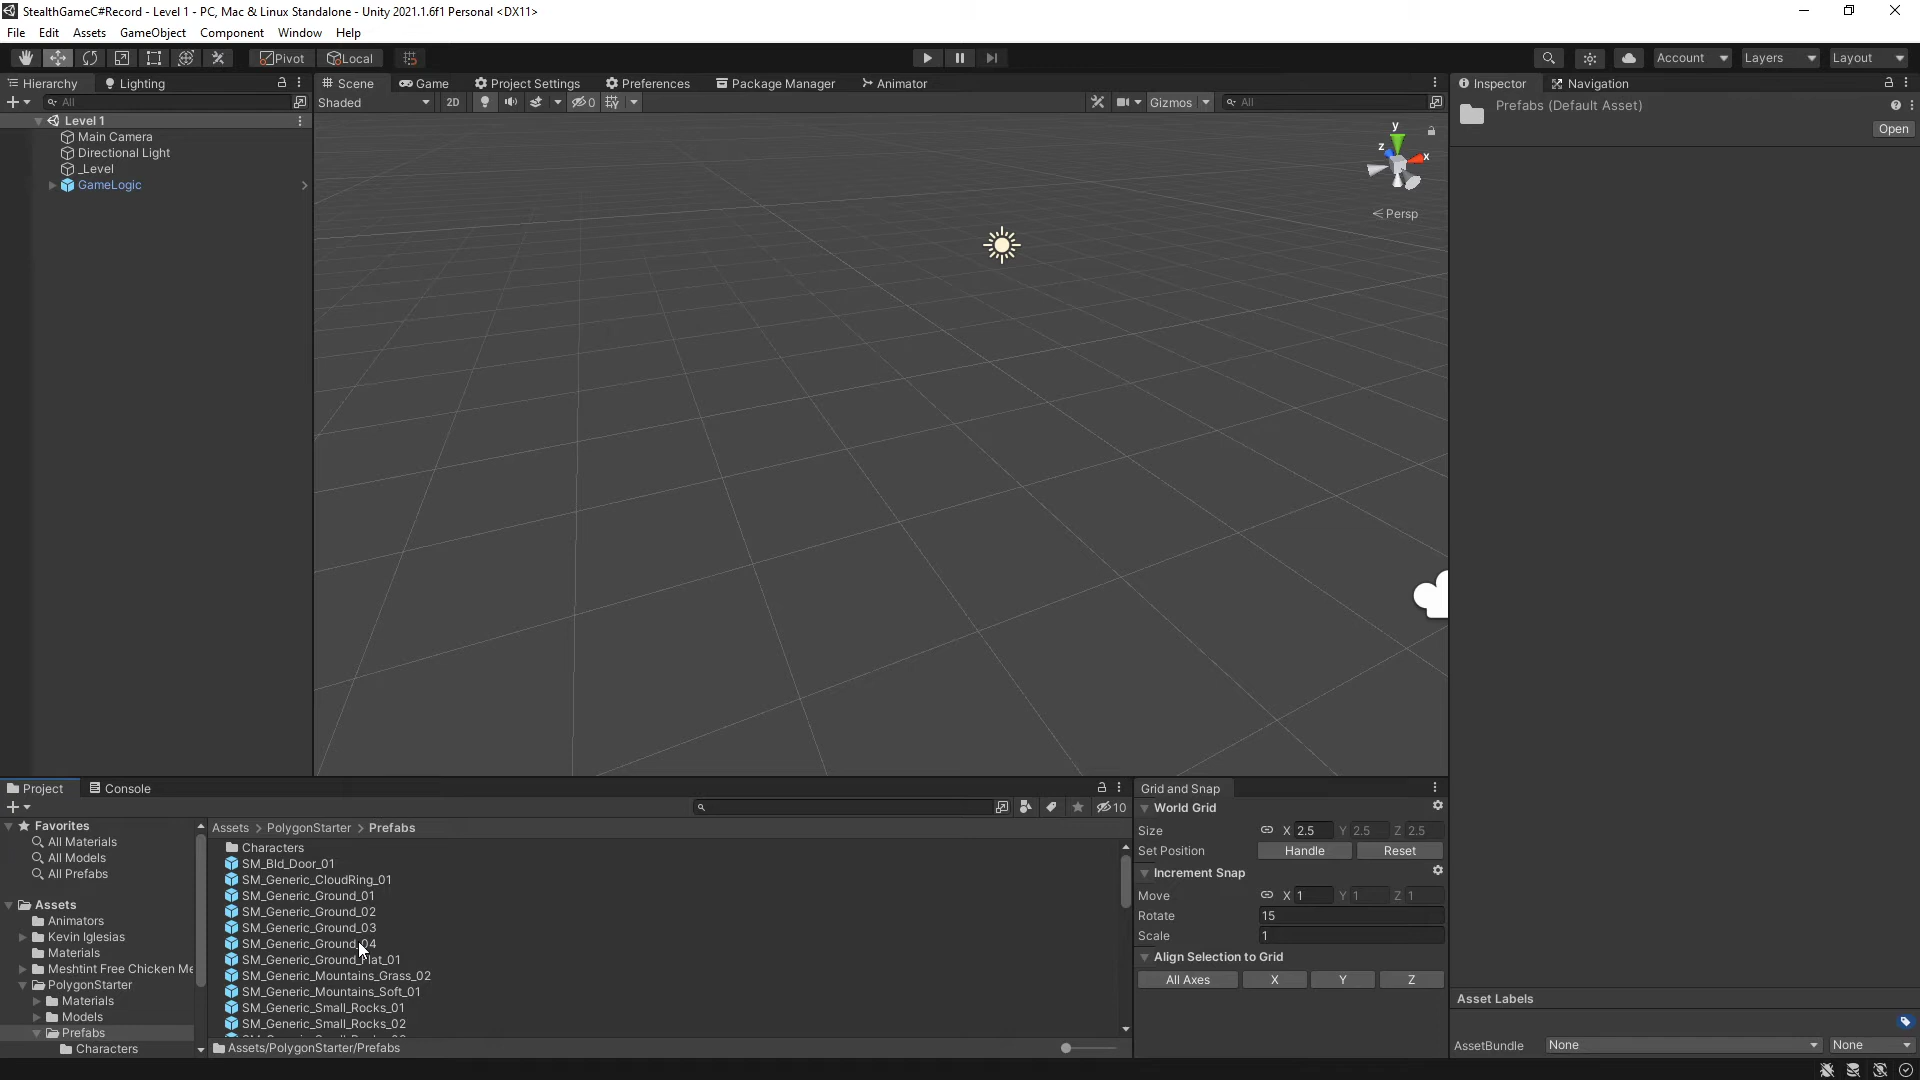 StealthGameC#Record - Level 1 - PC, Mac & Linux Standalone - Unity 2021.1.6f1 Personal <DX11>
File Edit Assets GameObject Component Window Help
Pivot Local Account Layers Layout
Hierarchy Lighting
All
Level 1
Main Camera
Directional Light
_Level
GameLogic
Scene Game Project Settings Preferences Package Manager Animator
Shaded 2D 0 Gizmos All
y
z
x
Persp
Inspector Navigation
Prefabs (Default Asset)
Open
Project Console
10
Favorites
All Materials
All Models
All Prefabs
Assets
Animators
Kevin Iglesias
Materials
Meshtint Free Chicken Me
PolygonStarter
Materials
Models
Prefabs
Characters
Assets > PolygonStarter > Prefabs
Characters
SM_Bld_Door_01
SM_Generic_CloudRing_01
SM_Generic_Ground_01
SM_Generic_Ground_02
SM_Generic_Ground_03
SM_Generic_Ground_04
SM_Generic_Ground_Flat_01
SM_Generic_Mountains_Grass_02
SM_Generic_Mountains_Soft_01
SM_Generic_Small_Rocks_01
SM_Generic_Small_Rocks_02
Assets/PolygonStarter/Prefabs
Grid and Snap
World Grid
Size X 2.5 Y 2.5 Z 2.5
Set Position Handle Reset
Increment Snap
Move X 1 Y 1 Z 1
Rotate 15
Scale 1
Align Selection to Grid
All Axes X Y Z
Asset Labels
AssetBundle None None